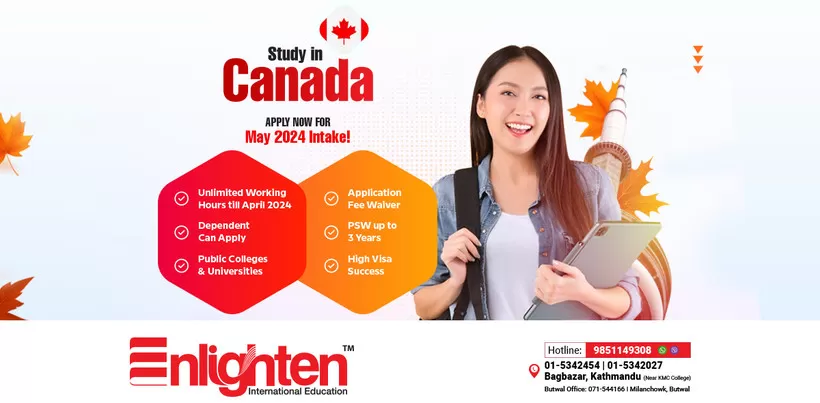 Study in
Canada
APPLY NOW FOR
May 2024 Intake!
Unlimited Working
Hours till April 2024
Dependent
Can Apply
Public Colleges
& Universities
Application
Fee Waiver
PSW up to
3 Years
High Visa
Success
Enlighten™
International Education
Hotline: 9851149308
01-5342454 | 01-5342027
Bagbazar, Kathmandu (Near KMC College)
Butwal Office: 071-544166 | Milanchowk, Butwal